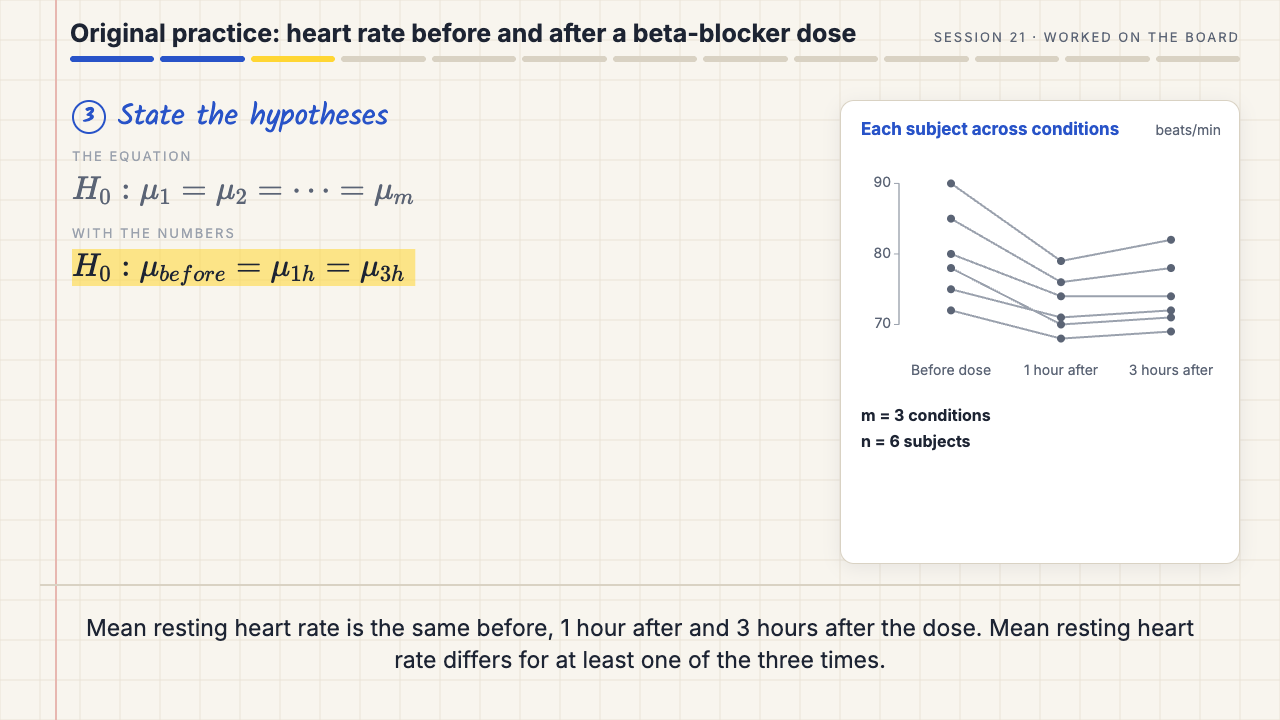 Original practice: heart rate before and after a beta-blocker dose
SESSION 21 · WORKED ON THE BOARD
3 State the hypotheses
THE EQUATION
H₀ : μ₁ = μ₂ = ··· = μₘ
WITH THE NUMBERS
H₀ : μ_before = μ_1h = μ_3h
Each subject across conditions beats/min
90
80
70
Before dose 1 hour after 3 hours after
m = 3 conditions
n = 6 subjects
Mean resting heart rate is the same before, 1 hour after and 3 hours after the dose. Mean resting heart
rate differs for at least one of the three times.